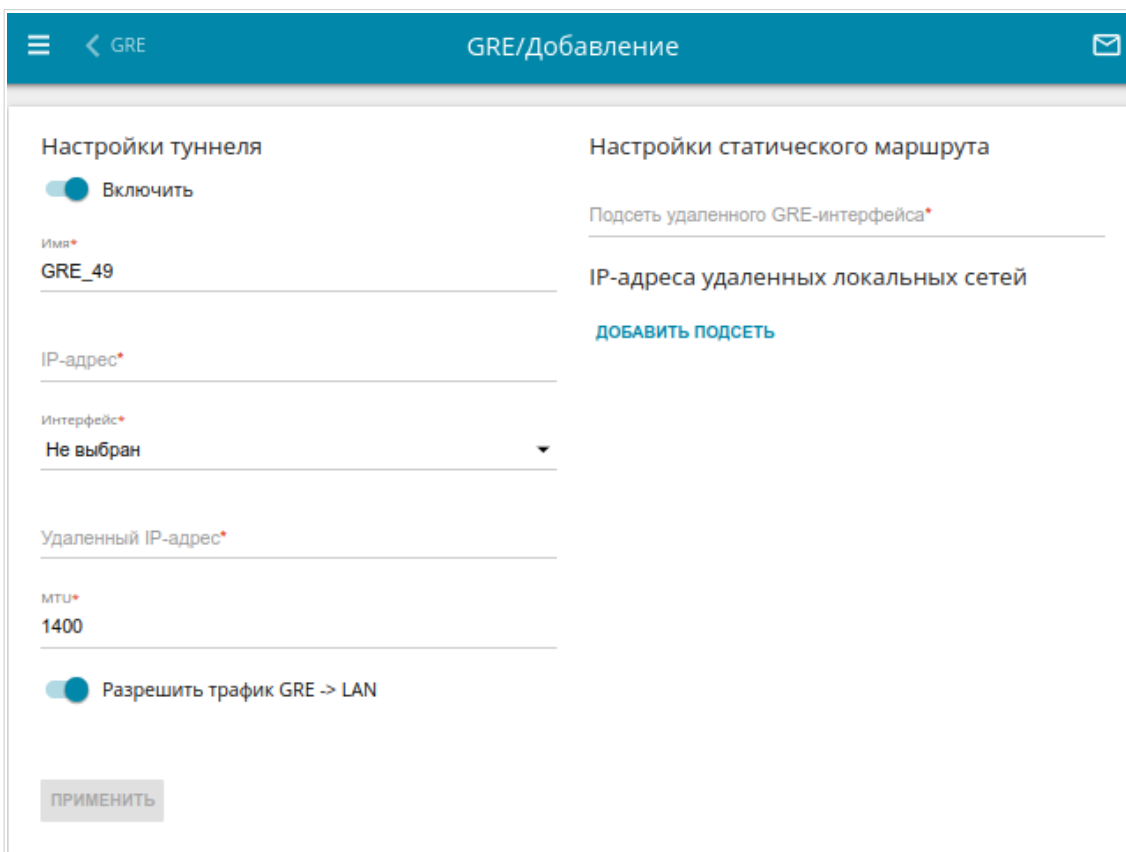 GRE
GRE/Добавление
Настройки туннеля
Включить
Имя*
GRE_49
IP-адрес*
Интерфейс*
Не выбран
Удаленный IP-адрес*
MTU*
1400
Разрешить трафик GRE -> LAN
ПРИМЕНИТЬ
Настройки статического маршрута
Подсеть удаленного GRE-интерфейса*
IP-адреса удаленных локальных сетей
ДОБАВИТЬ ПОДСЕТЬ